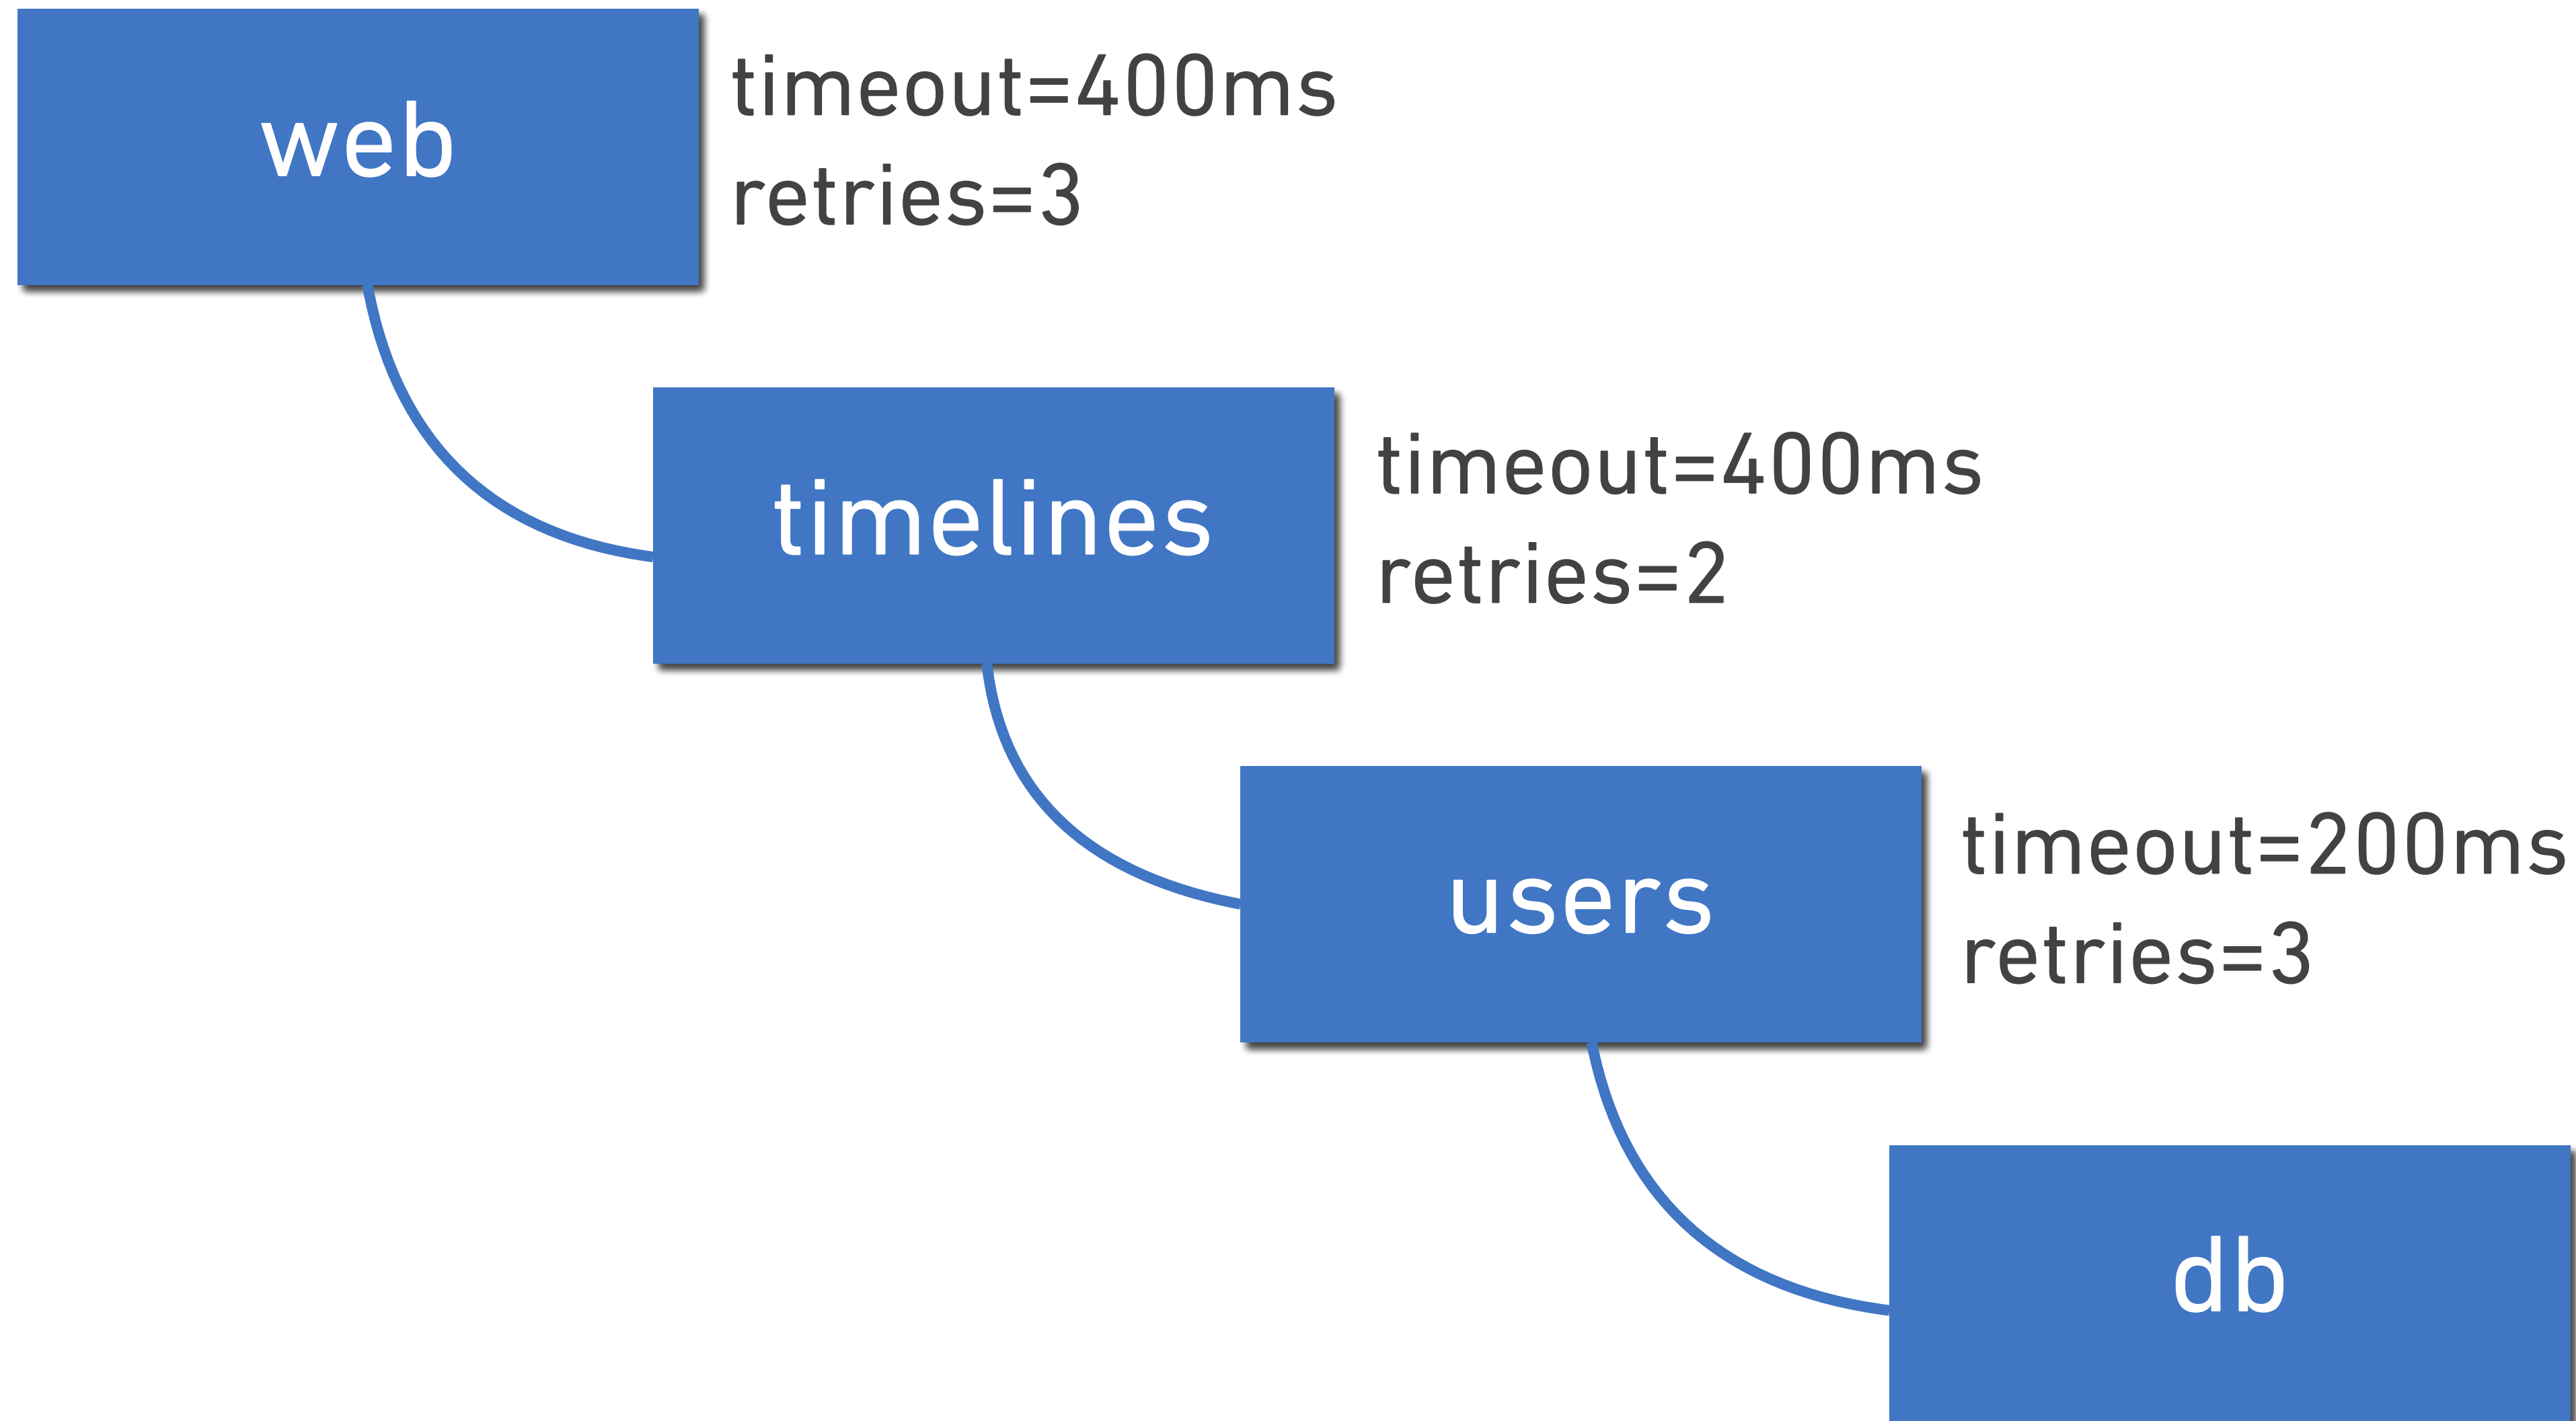 web
timeout=400ms
retries=3
timelines
timeout=400ms
retries=2
users
timeout=200ms
retries=3
db